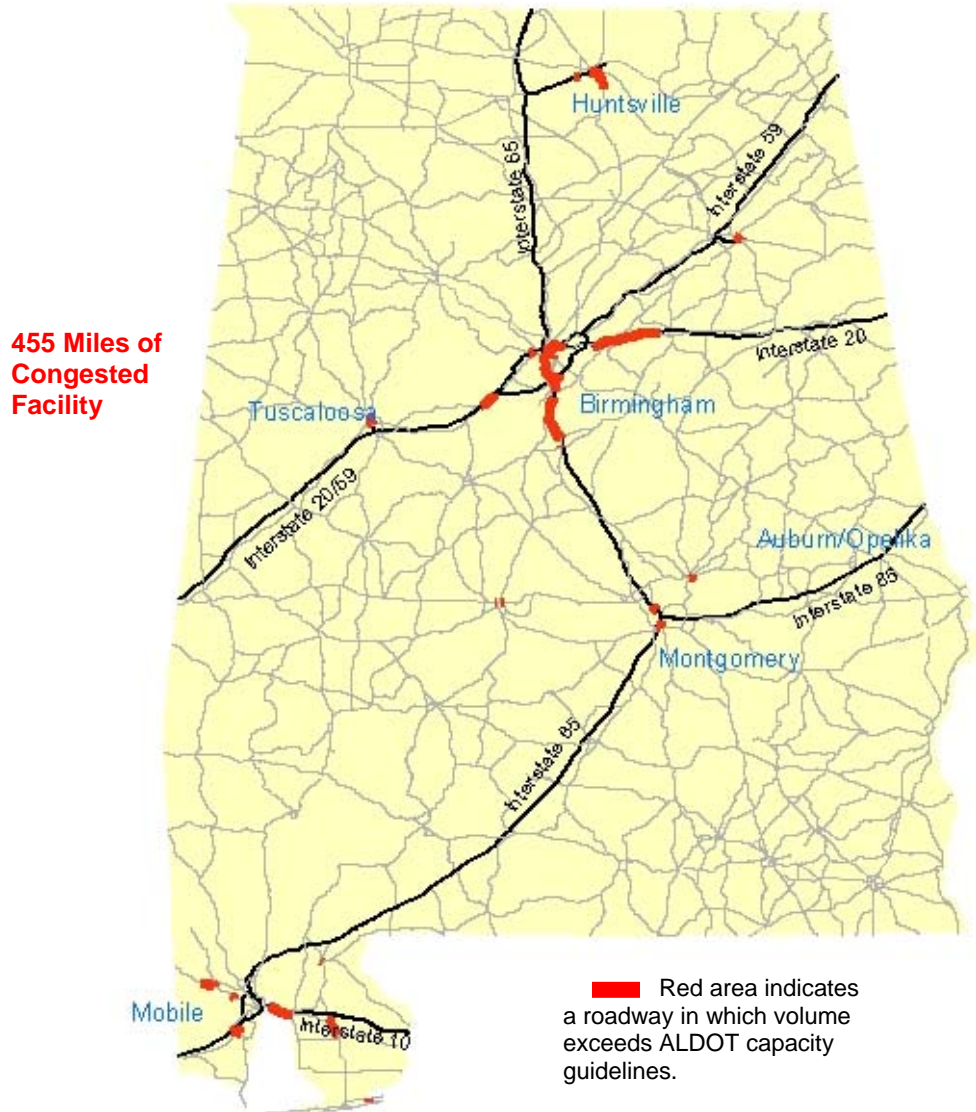 Huntsville
Interstate 65
Interstate 59
455 Miles of
Congested
Facility
Interstate 20
Tuscaloosa
Birmingham
Interstate 20/59
Auburn/Opelika
Interstate 85
Montgomery
Interstate 65
Mobile
Interstate 10
Red area indicates
a roadway in which volume
exceeds ALDOT capacity
guidelines.